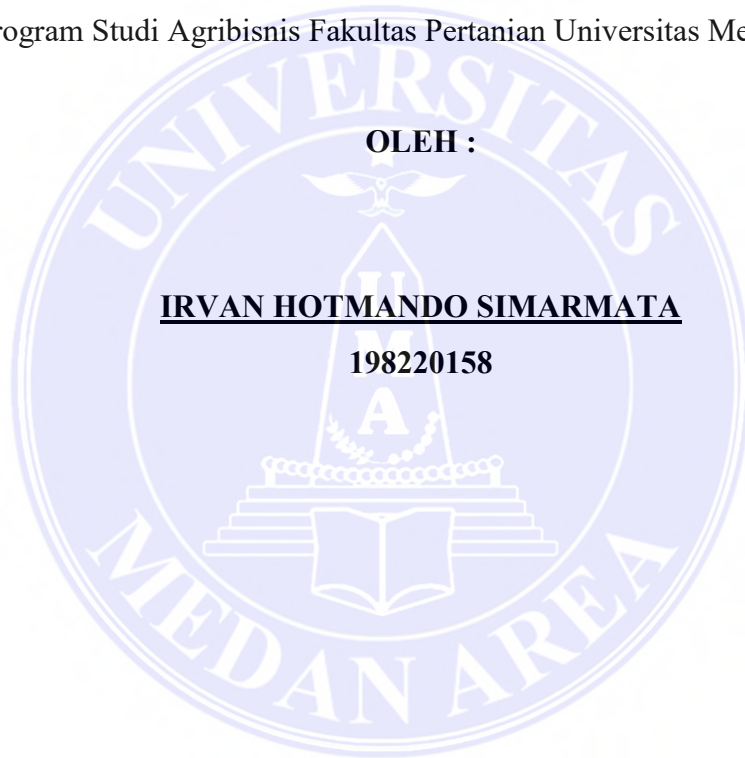 rogram Studi Agribisnis Fakultas Pertanian Universitas Me
OLEH :
IRVAN HOTMANDO SIMARMATA
198220158
UNIVERSITAS
U
M
A
MEDAN AREA